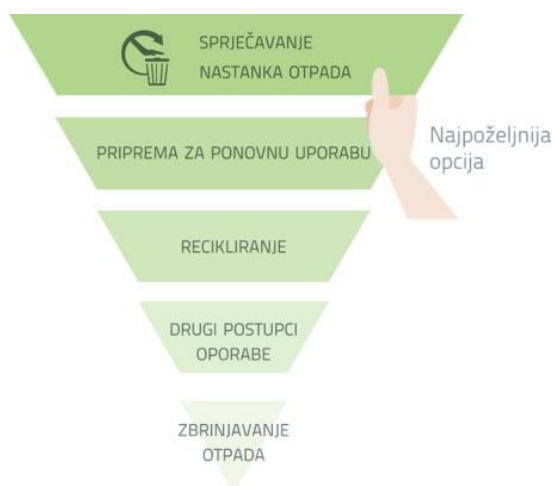 SPRJEČAVANJE
NASTANKA OTPADA
PRIPREMA ZA PONOVNU UPORABU
Najpoželjnija
opcija
RECIKLIRANJE
DRUGI POSTUPCI
OPORABE
ZBRINJAVANJE
OTPADA